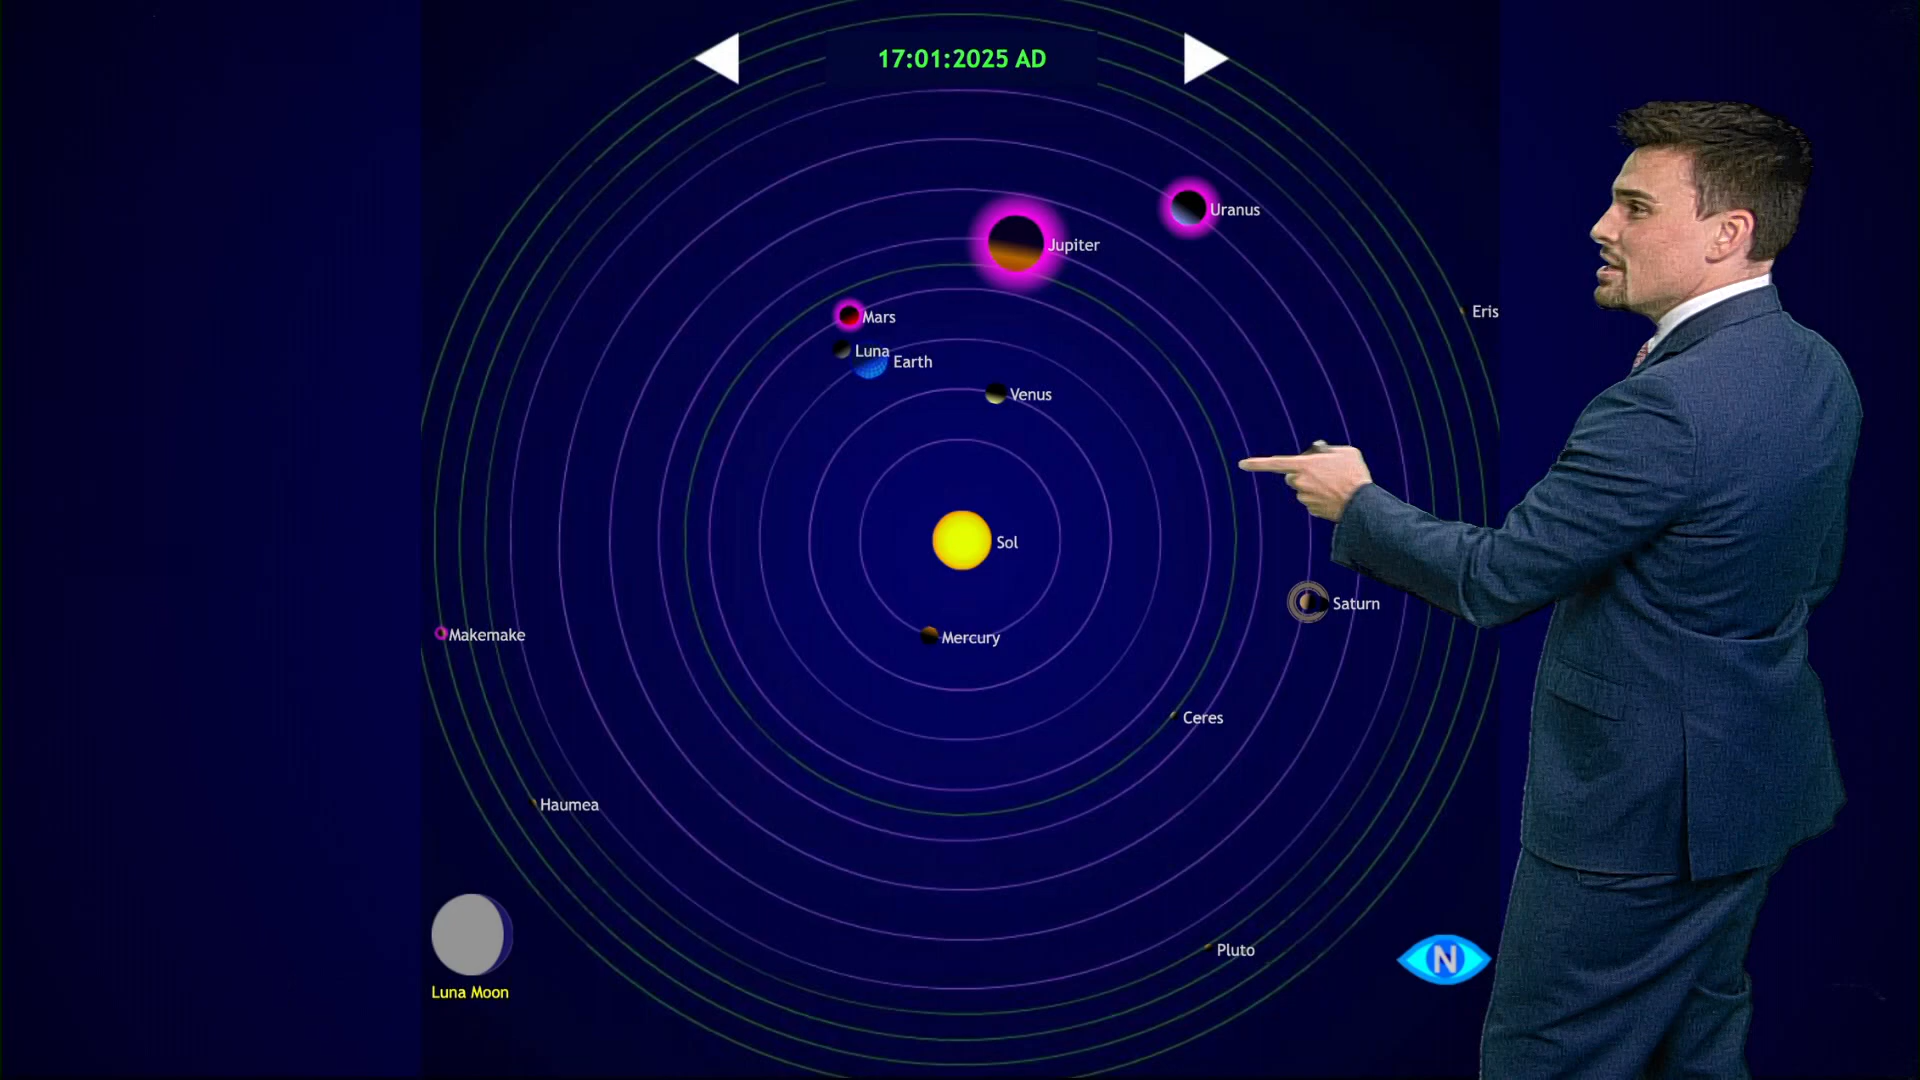 17:01:2025 AD
Uranus
Jupiter
Eris
Mars
Luna
Earth
Venus
Sol
Saturn
Makemake
Mercury
Ceres
Haumea
Pluto
N
Luna Moon